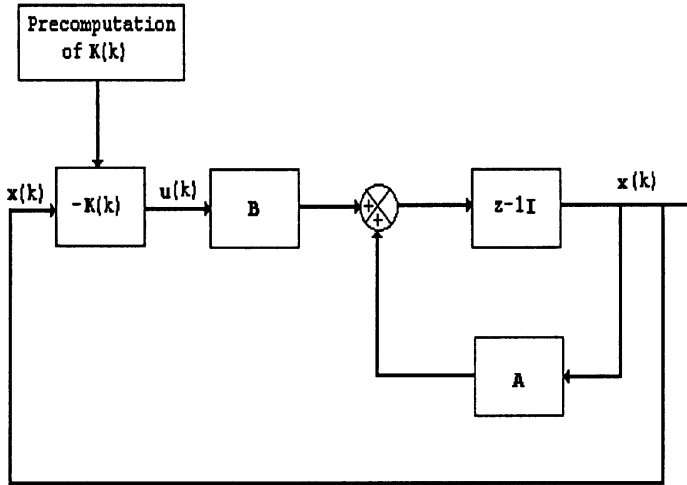 Precomputation
of K(k)
x(k)
-K(k)
u(k)
B
+
+
z-1I
x(k)
A